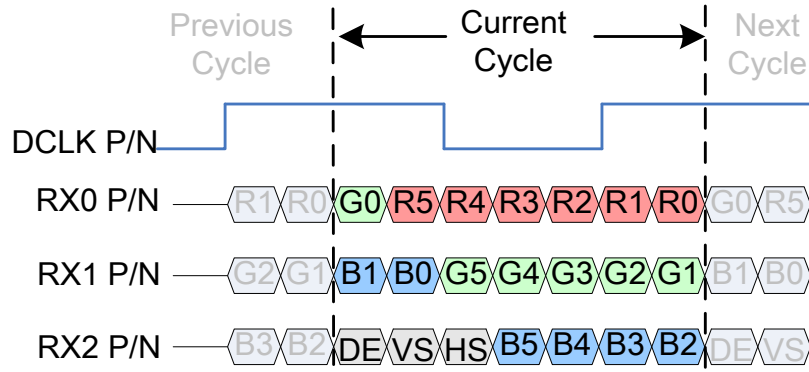 Previous Cycle Current Cycle Next Cycle
DCLK P/N
RX0 P/N R1 R0 G0 R5 R4 R3 R2 R1 R0 G0 R5
RX1 P/N G2 G1 B1 B0 G5 G4 G3 G2 G1 B1 B0
RX2 P/N B3 B2 DE VS HS B5 B4 B3 B2 DE VS